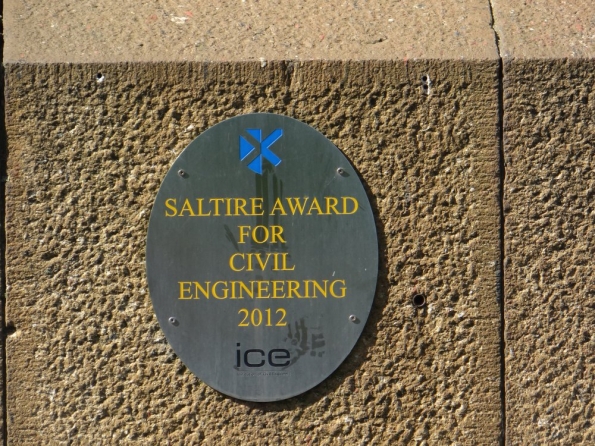 SALTIRE AWARD
FOR
CIVIL
ENGINEERING
2012
ice